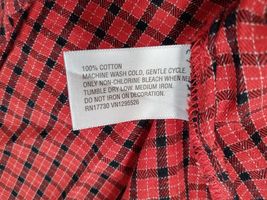 100% COTTON
MACHINE WASH COLD, GENTLE CYCLE.
ONLY NON-CHLORINE BLEACH WHEN NE
TUMBLE DRY LOW. MEDIUM IRON.
DO NOT IRON ON DECORATION.
RN17730 VN1295526